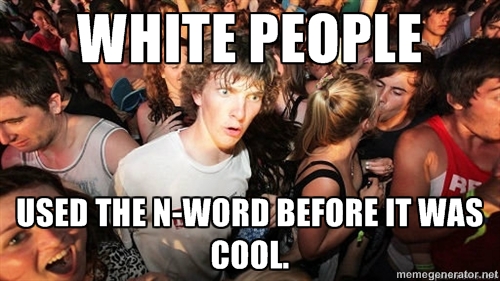 WHITE PEOPLE
USED THE N-WORD BEFORE IT WAS
COOL.
memegenerator.net